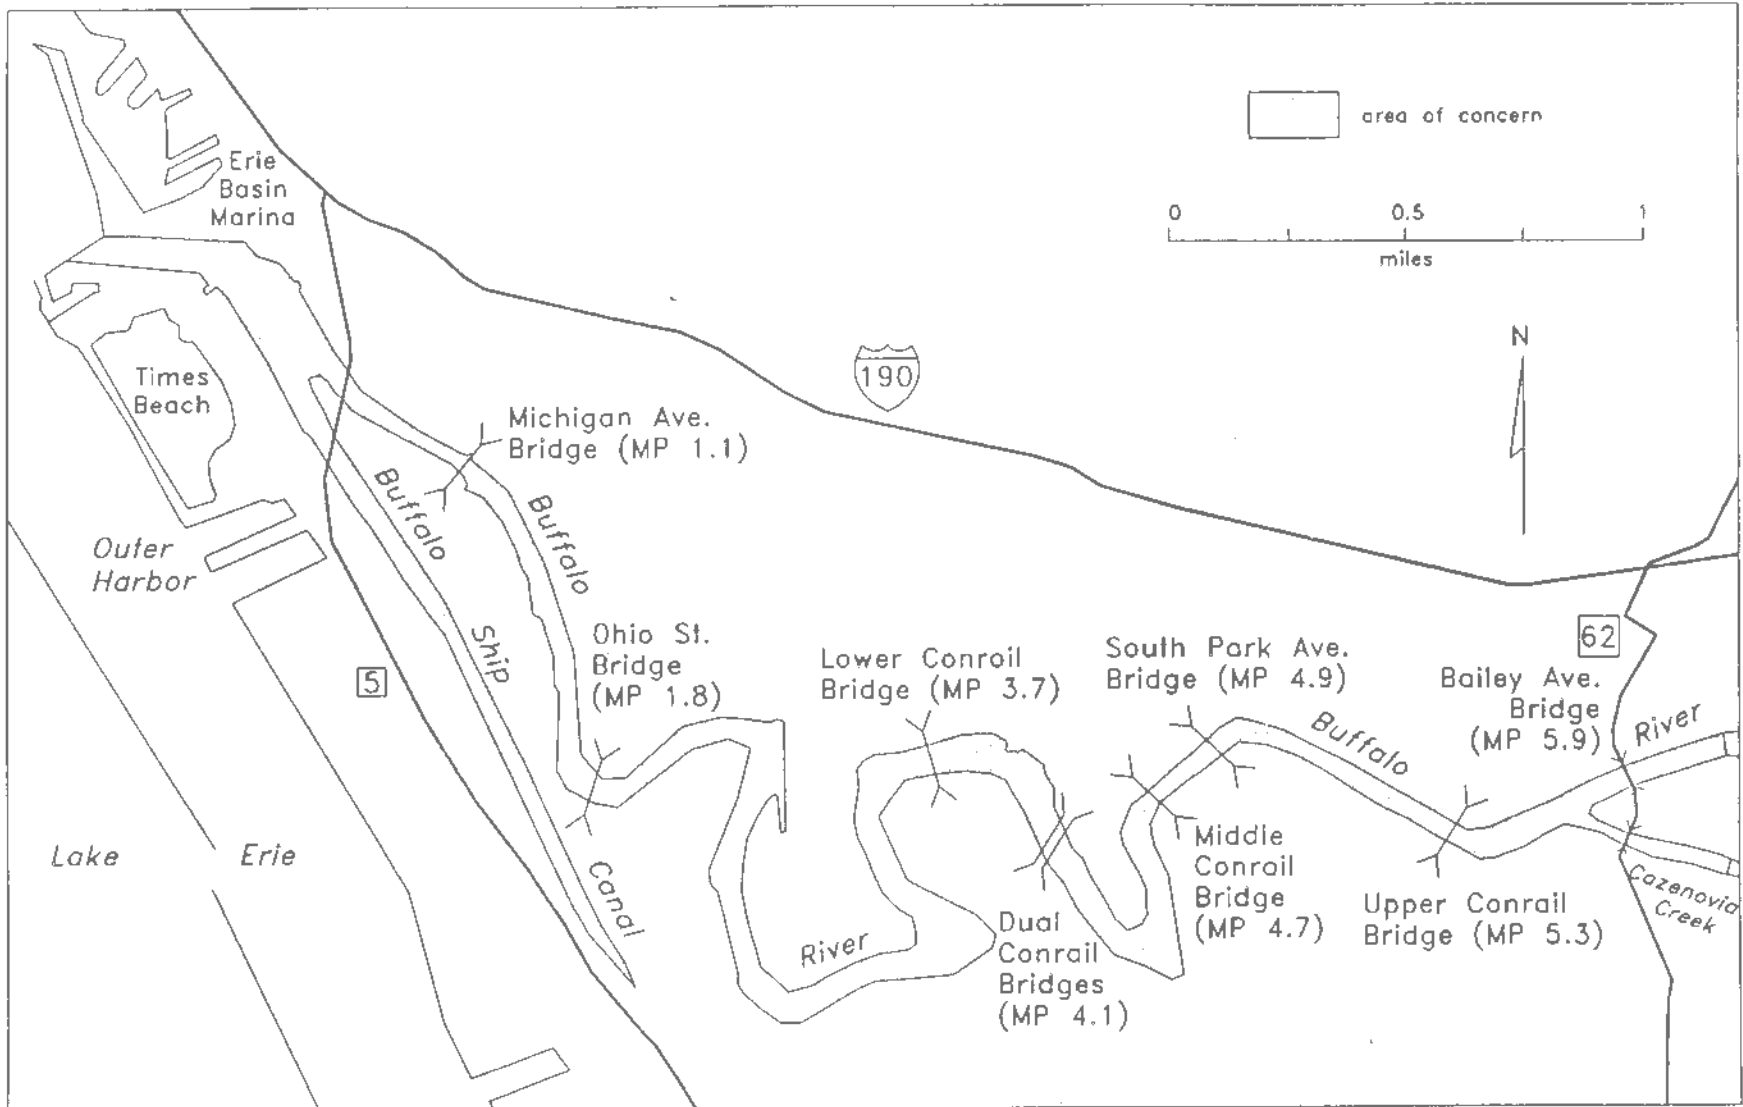 area of concern
0 0.5 1
miles
N
Erie
Basin
Marina
Times
Beach
190
Michigan Ave.
Bridge (MP 1.1)
Buffalo
Ship
Canal
Buffalo
River
Buffalo
River
Outer
Harbor
5
62
Ohio St.
Bridge
(MP 1.8)
Lower Conrail
Bridge (MP 3.7)
South Park Ave.
Bridge (MP 4.9)
Bailey Ave.
Bridge
(MP 5.9)
Lake Erie
Dual
Conrail
Bridges
(MP 4.1)
Middle
Conrail
Bridge
(MP 4.7)
Upper Conrail
Bridge (MP 5.3)
Cazenovia
Creek